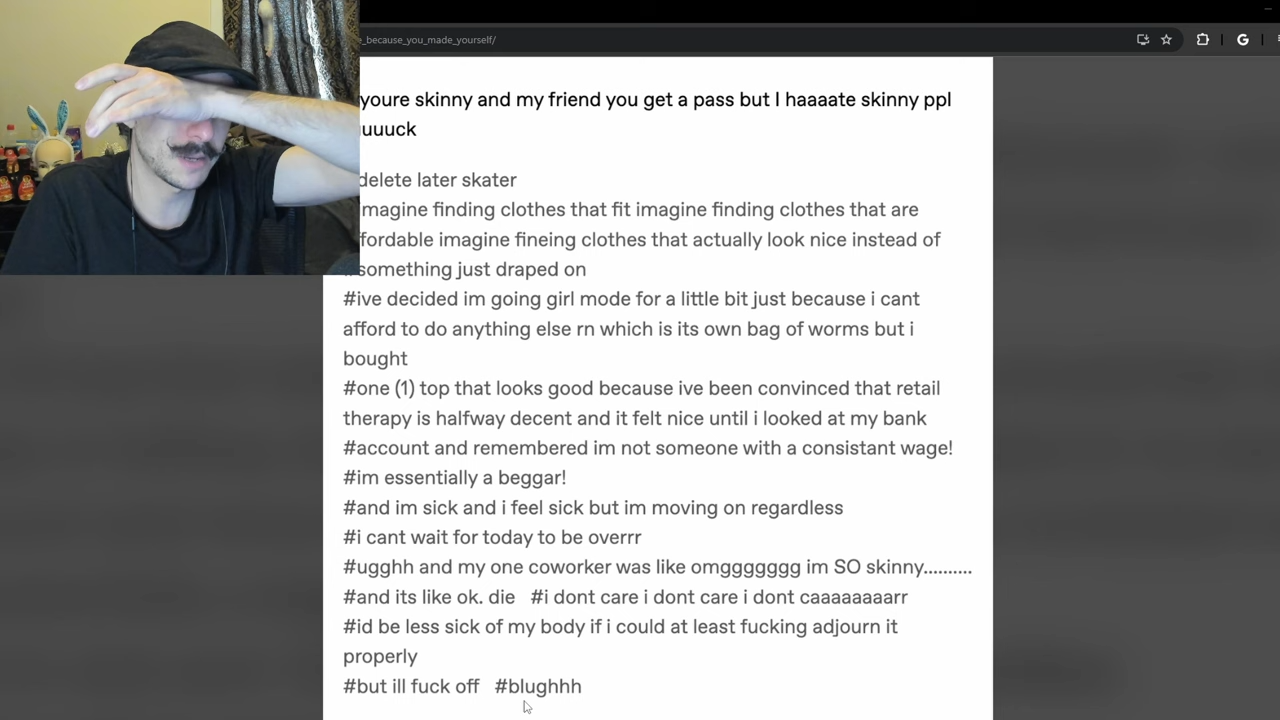 e_because_you_made_yourself/
youre skinny and my friend you get a pass but I haaaate skinny ppl
uuuck
delete later skater
magine finding clothes that fit imagine finding clothes that are
fordable imagine fineing clothes that actually look nice instead of
#something just draped on
#ive decided im going girl mode for a little bit just because i cant
afford to do anything else rn which is its own bag of worms but i
bought
#one (1) top that looks good because ive been convinced that retail
therapy is halfway decent and it felt nice until i looked at my bank
#account and remembered im not someone with a consistant wage!
#im essentially a beggar!
#and im sick and i feel sick but im moving on regardless
#i cant wait for today to be overrr
#ugghh and my one coworker was like omggggggg im SO skinny..........
#and its like ok. die #i dont care i dont care i dont caaaaaaaarr
#id be less sick of my body if i could at least fucking adjourn it
properly
#but ill fuck off #blughhh